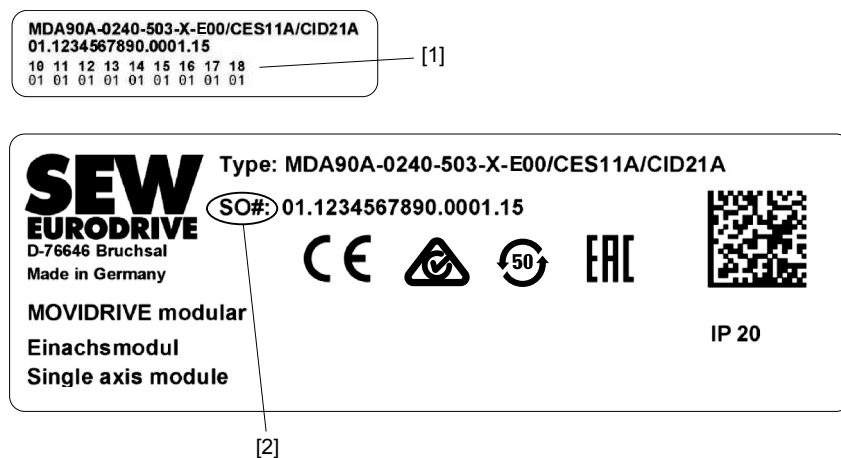 MDA90A-0240-503-X-E00/CES11A/CID21A
01.1234567890.0001.15
10 11 12 13 14 15 16 17 18
01 01 01 01 01 01 01 01 01
[1]
SEW
EURODRIVE
D-76646 Bruchsal
Made in Germany
Type: MDA90A-0240-503-X-E00/CES11A/CID21A
SO#: 01.1234567890.0001.15
CE
50
EAC
MOVIDRIVE modular
Einachsmodul
Single axis module
IP 20
[2]